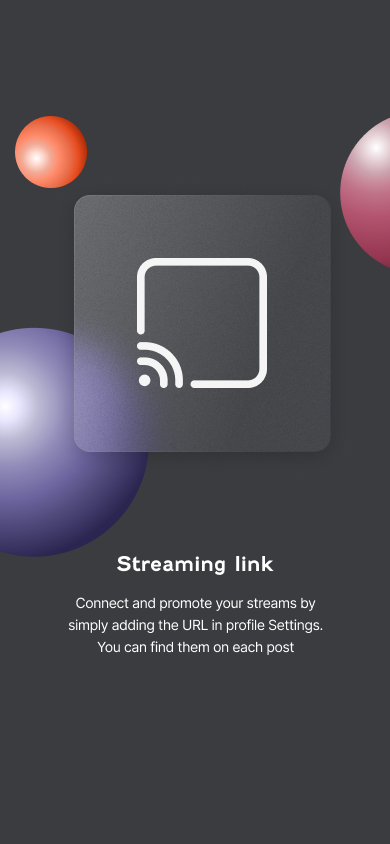 Streaming link
Connect and promote your streams by
simply adding the URL in profile Settings.
You can find them on each post